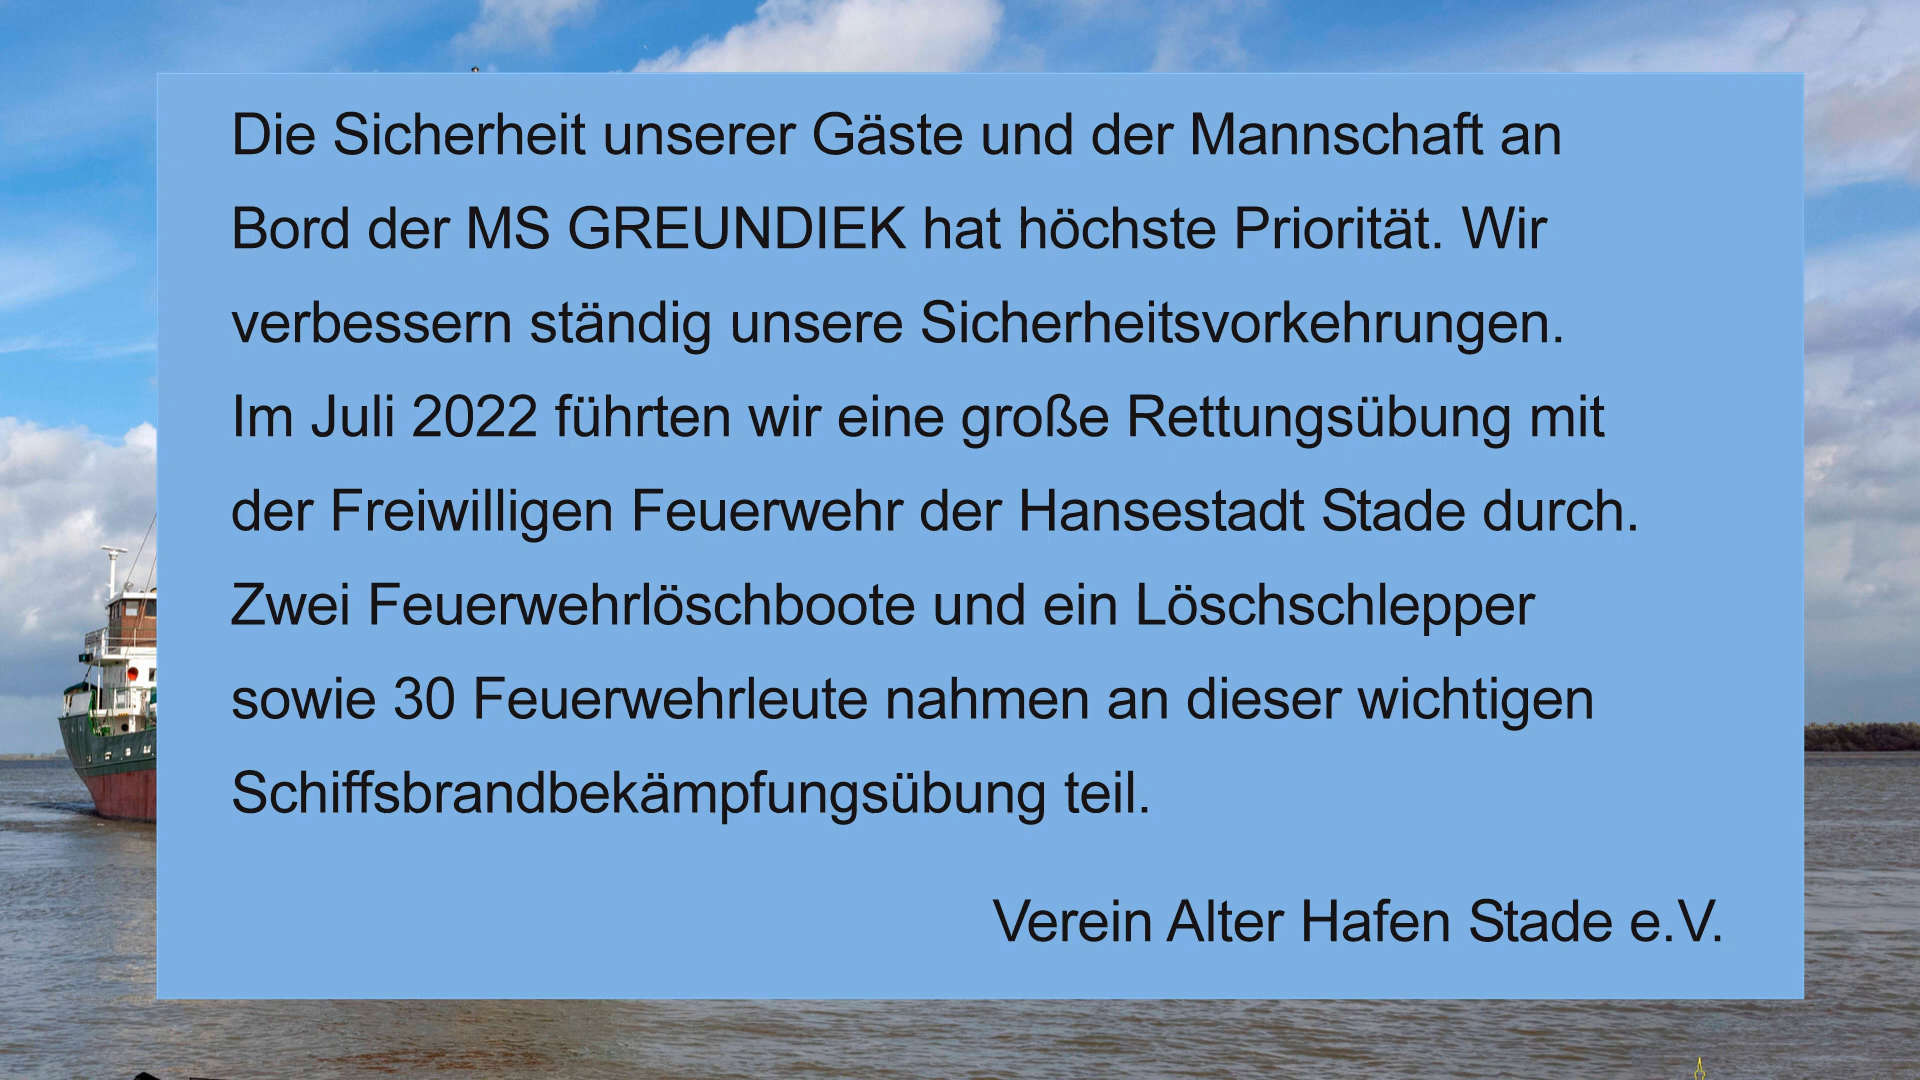 Die Sicherheit unserer Gäste und der Mannschaft an
Bord der MS GREUNDIEK hat höchste Priorität. Wir
verbessern ständig unsere Sicherheitsvorkehrungen.
Im Juli 2022 führten wir eine große Rettungsübung mit
der Freiwilligen Feuerwehr der Hansestadt Stade durch.
Zwei Feuerwehrlöschboote und ein Löschschlepper
sowie 30 Feuerwehrleute nahmen an dieser wichtigen
Schiffsbrandbekämpfungsübung teil.
Verein Alter Hafen Stade e.V.